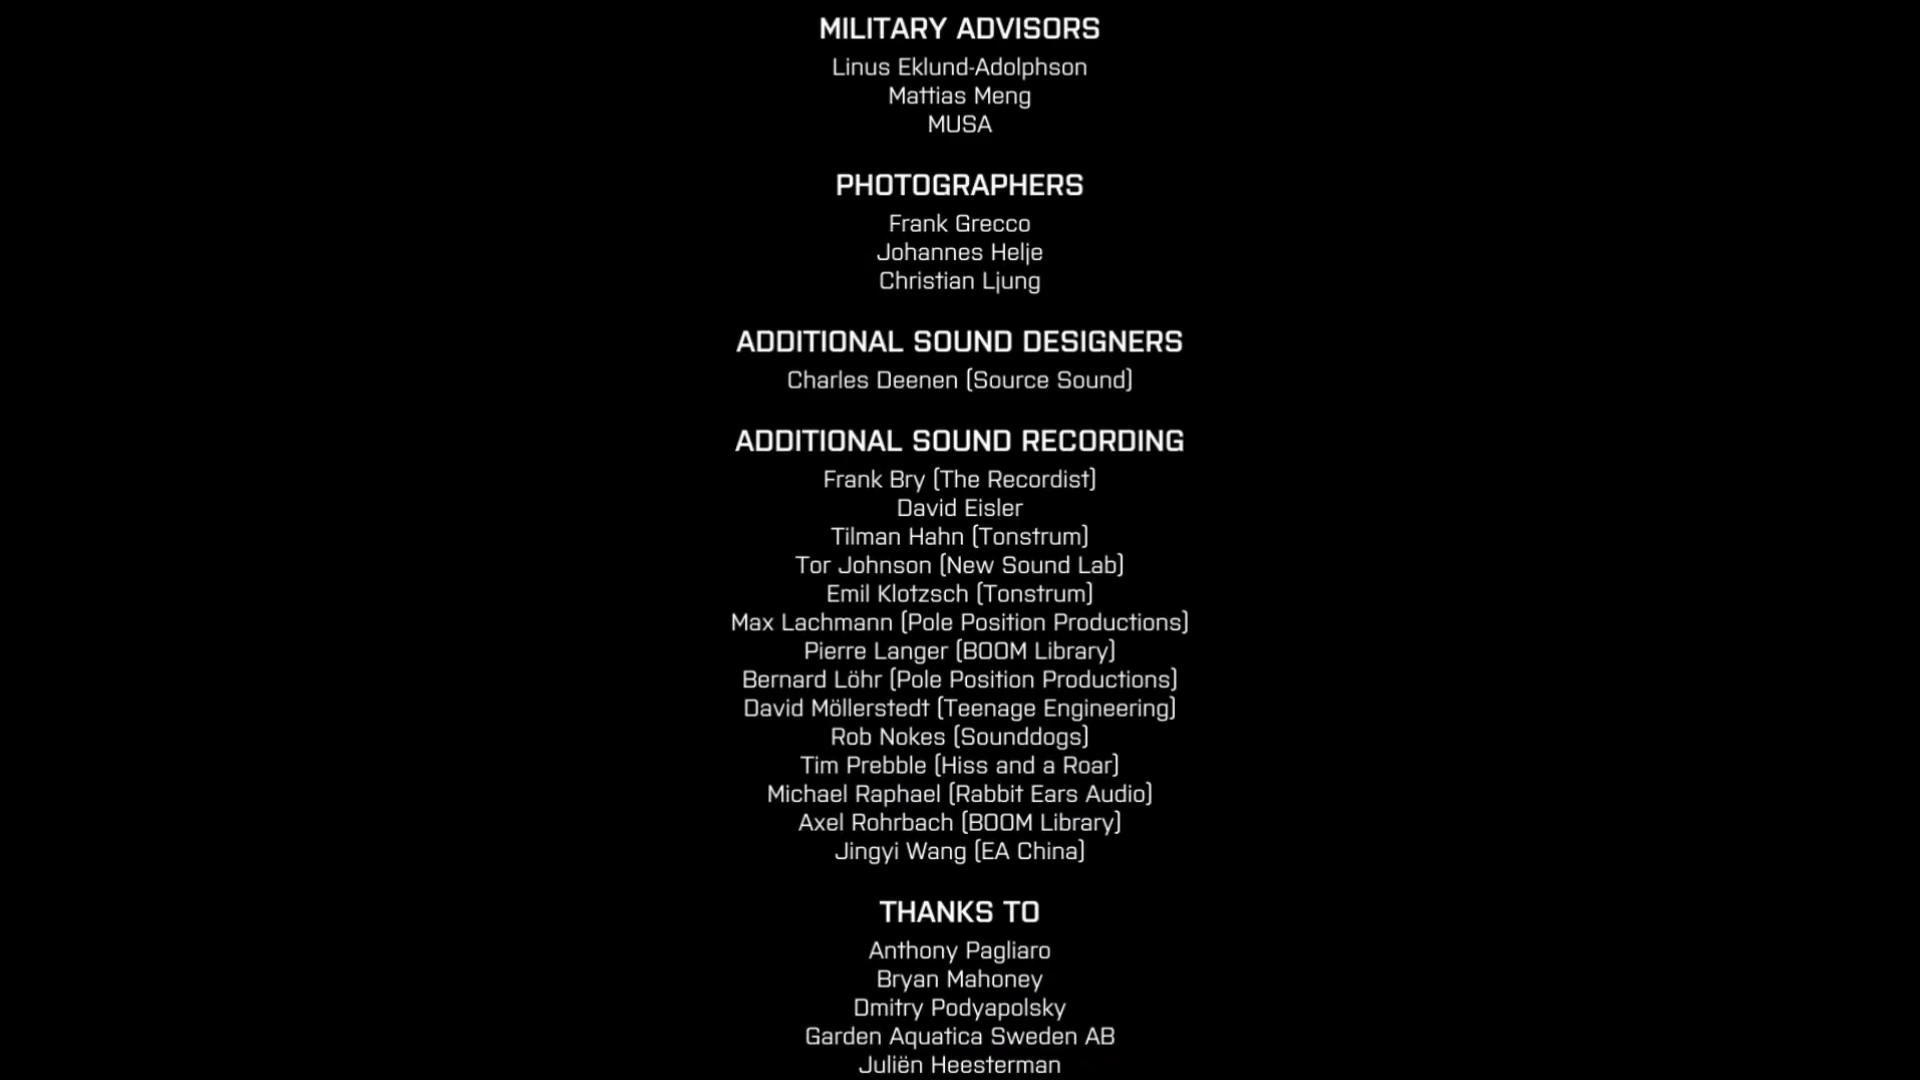 MILITARY ADVISORS
Linus Eklund-Adolphson
Mattias Meng
MUSA
PHOTOGRAPHERS
Frank Grecco
Johannes Helje
Christian Ljung
ADDITIONAL SOUND DESIGNERS
Charles Deenen (Source Sound)
ADDITIONAL SOUND RECORDING
Frank Bry (The Recordist)
David Eisler
Tilman Hahn (Tonstrum)
Tor Johnson (New Sound Lab)
Emil Klotzsch (Tonstrum)
Max Lachmann (Pole Position Productions)
Pierre Langer (BOOM Library)
Bernard Löhr (Pole Position Productions)
David Möllerstedt (Teenage Engineering)
Rob Nokes (Sounddogs)
Tim Prebble (Hiss and a Roar)
Michael Raphael (Rabbit Ears Audio)
Axel Rohrbach (BOOM Library)
Jingyi Wang (EA China)
THANKS TO
Anthony Pagliaro
Bryan Mahoney
Dmitry Podyapolsky
Garden Aquatica Sweden AB
Juliën Heesterman